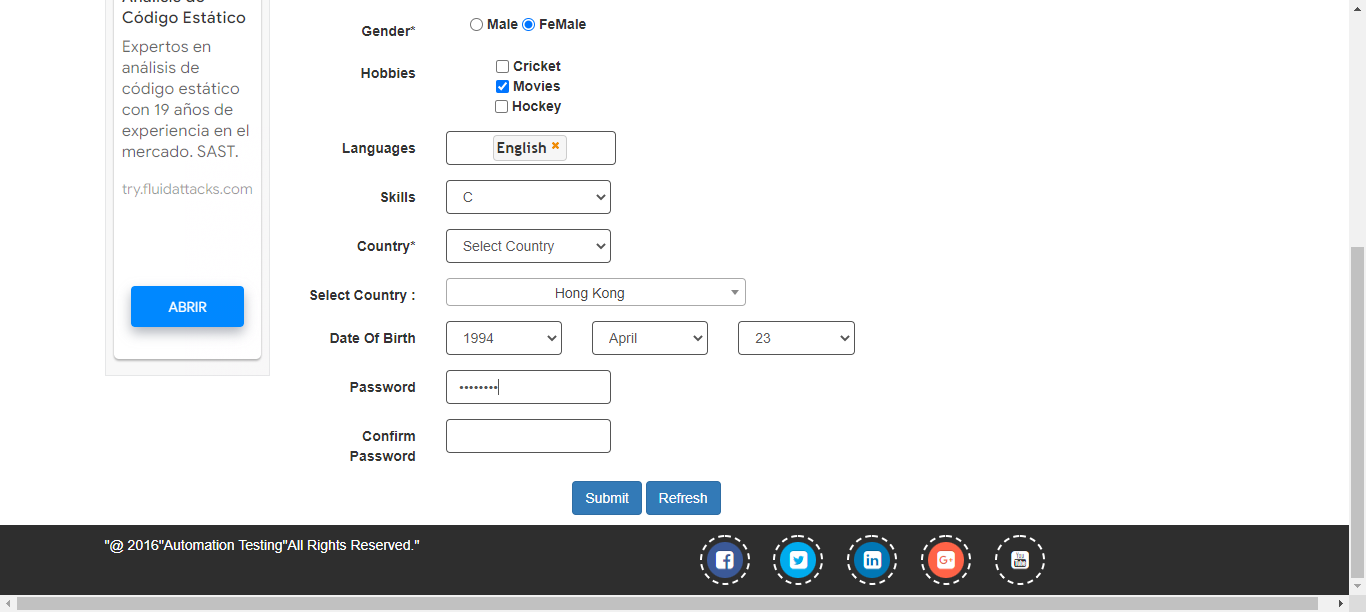 Análisis de
Código Estático
Expertos en
análisis de
código estático
con 19 años de
experiencia en el
mercado. SAST.
try.fluidattacks.com
ABRIR
Gender*
Male FeMale
Hobbies
Cricket
Movies
Hockey
Languages
English
Skills
C
Country*
Select Country
Select Country :
Hong Kong
Date Of Birth
1994 April 23
Password
••••••••
Confirm
Password
Submit Refresh
"@ 2016"Automation Testing"All Rights Reserved."
f in G+ You Tube